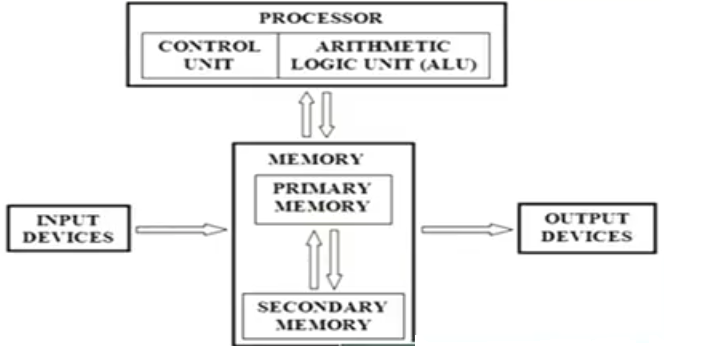 PROCESSOR
CONTROL
UNIT
ARITHMETIC
LOGIC UNIT (ALU)
MEMORY
PRIMARY
MEMORY
INPUT
DEVICES
OUTPUT
DEVICES
SECONDARY
MEMORY